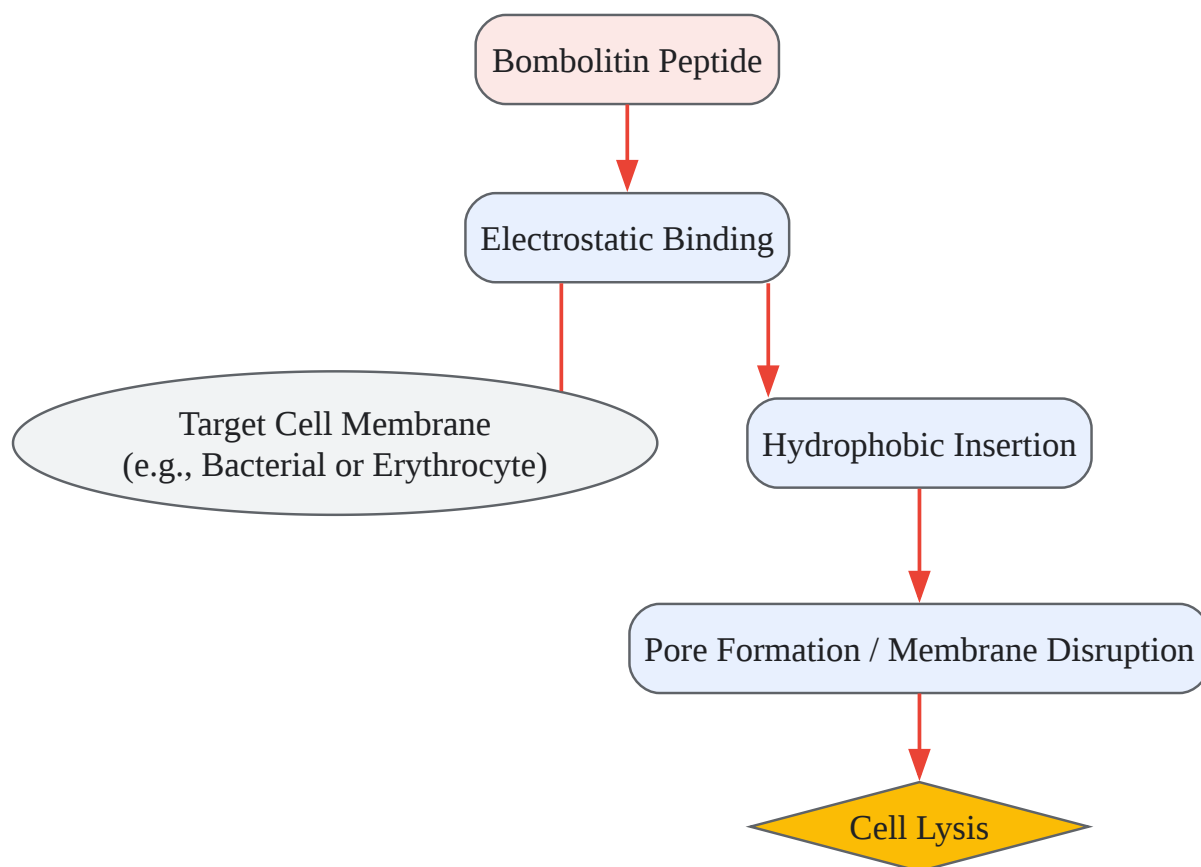 Bombolitin Peptide
Electrostatic Binding
Target Cell Membrane
(e.g., Bacterial or Erythrocyte)
Hydrophobic Insertion
Pore Formation / Membrane Disruption
Cell Lysis